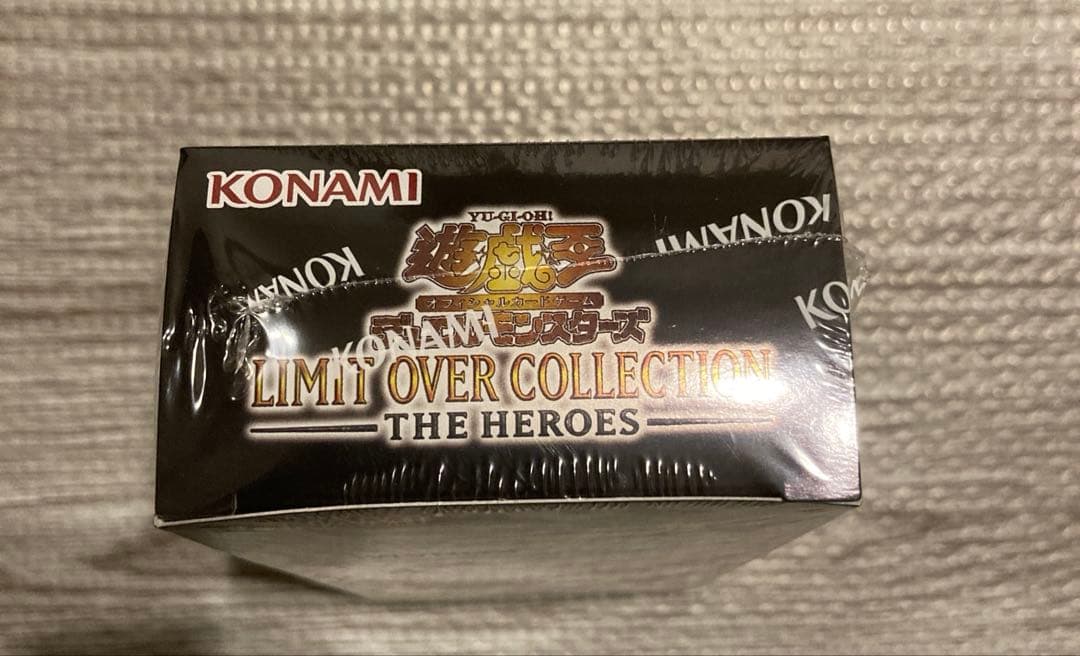 KONAMI
YU-GI-OH!
遊戯王
オフィシャルカードゲーム
デュエルモンスターズ
LIMIT OVER COLLECTION
THE HEROES
KONAMI
KONAMI
KONAMI
KO